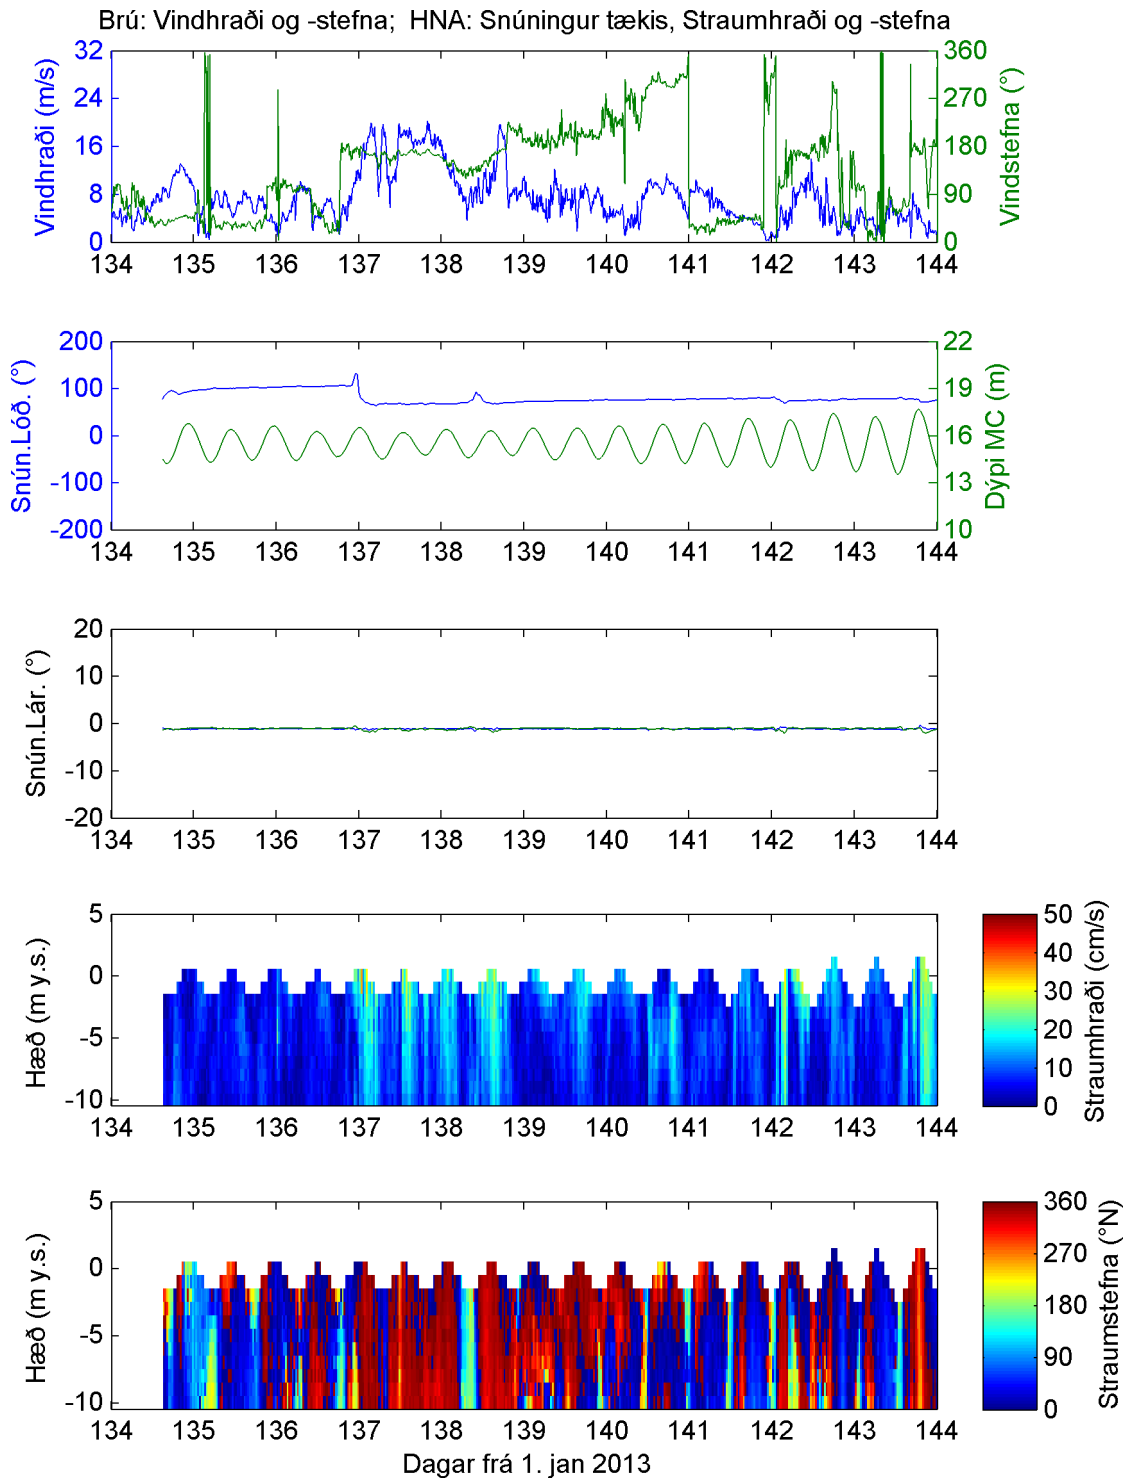 Brú: Vindhraði og -stefna;  HNA: Snúningur tækis, Straumhraði og -stefna
Vindhraði (m/s)
32
24
16
8
0
360
270
180
90
0
Vindstefna (°)
134 135 136 137 138 139 140 141 142 143 144
Snún.Lóð. (°)
200
100
0
-100
-200
22
19
16
13
10
Dýpi MC (m)
134 135 136 137 138 139 140 141 142 143 144
Snún.Lár. (°)
20
10
0
-10
-20
134 135 136 137 138 139 140 141 142 143 144
Hæð (m y.s.)
5
0
-5
-10
134 135 136 137 138 139 140 141 142 143 144
50
40
30
20
10
0
Straumhraði (cm/s)
Hæð (m y.s.)
5
0
-5
-10
134 135 136 137 138 139 140 141 142 143 144
360
270
180
90
0
Straumstefna (°N)
Dagar frá 1. jan 2013